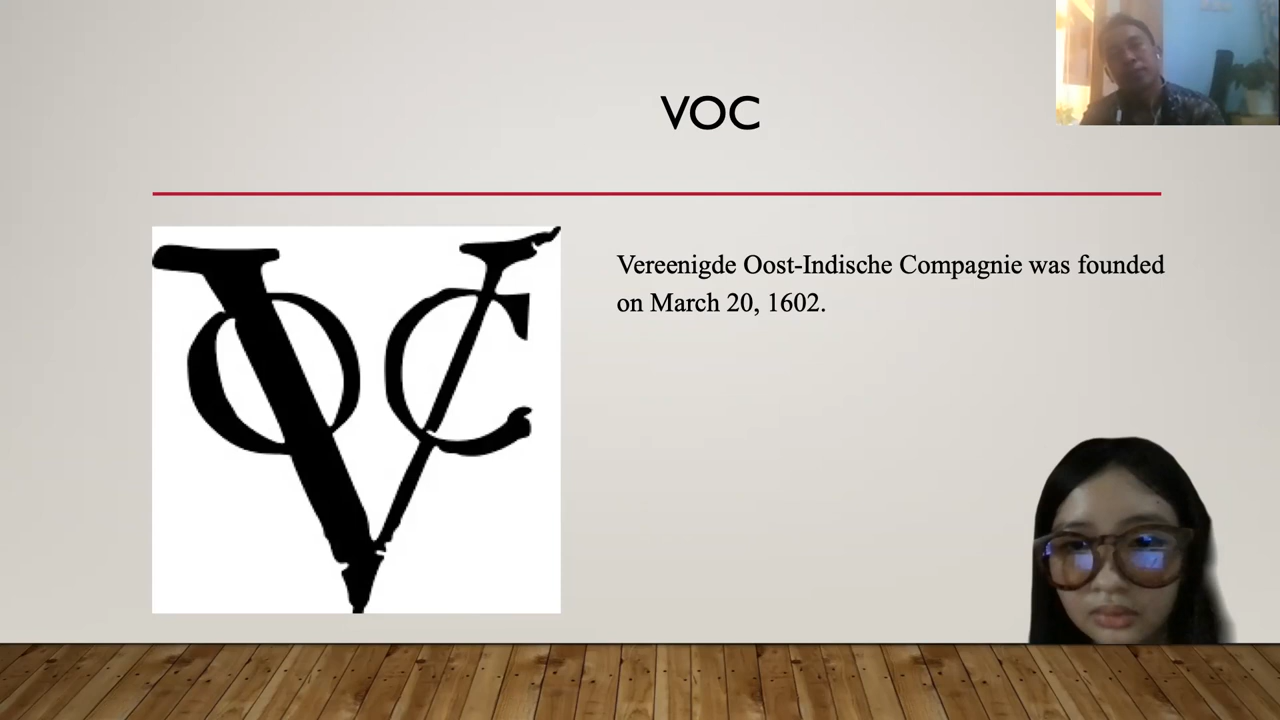 VOC
VOC
Vereenigde Oost-Indische Compagnie was founded
on March 20, 1602.